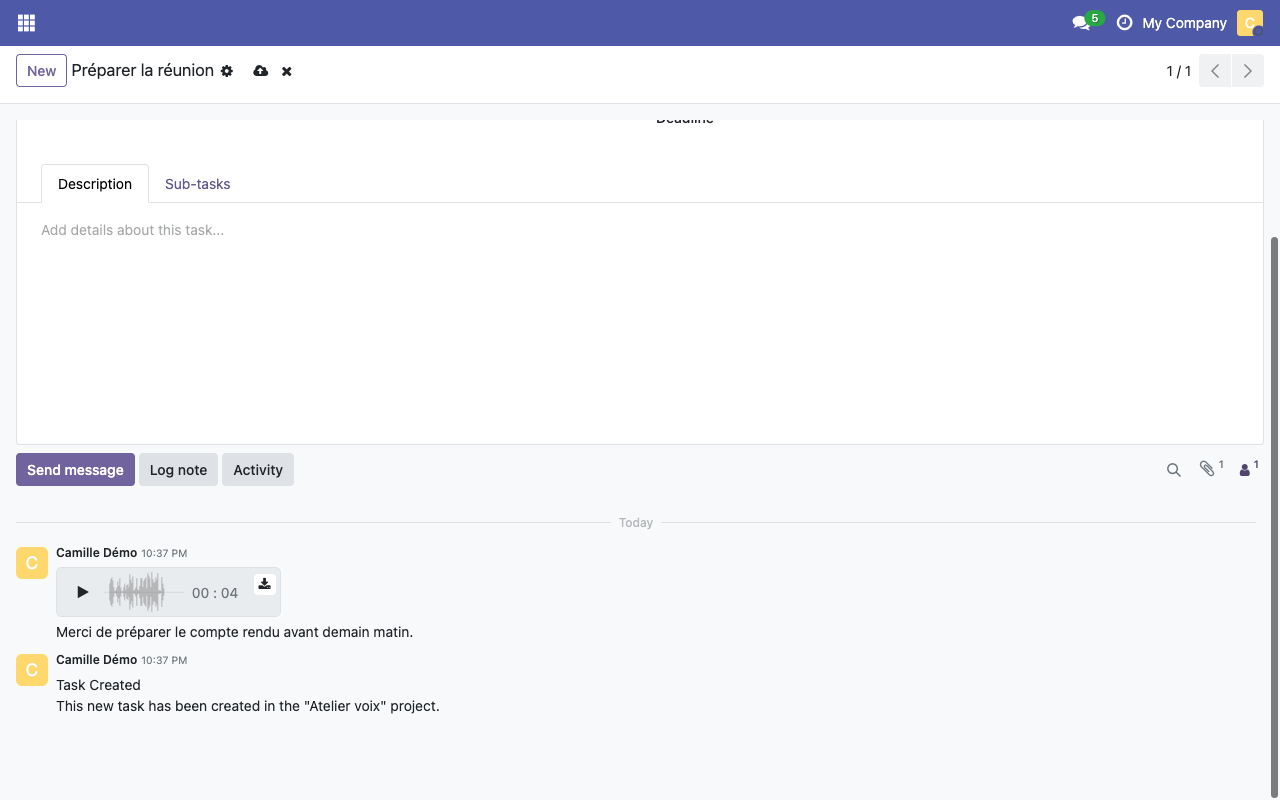 5
My Company
C
New
Préparer la réunion
1 / 1
Deadline
Description
Sub-tasks
Add details about this task...
Send message
Log note
Activity
1
1
Today
C
Camille Démo 10:37 PM
00 : 04
Merci de préparer le compte rendu avant demain matin.
C
Camille Démo 10:37 PM
Task Created
This new task has been created in the "Atelier voix" project.